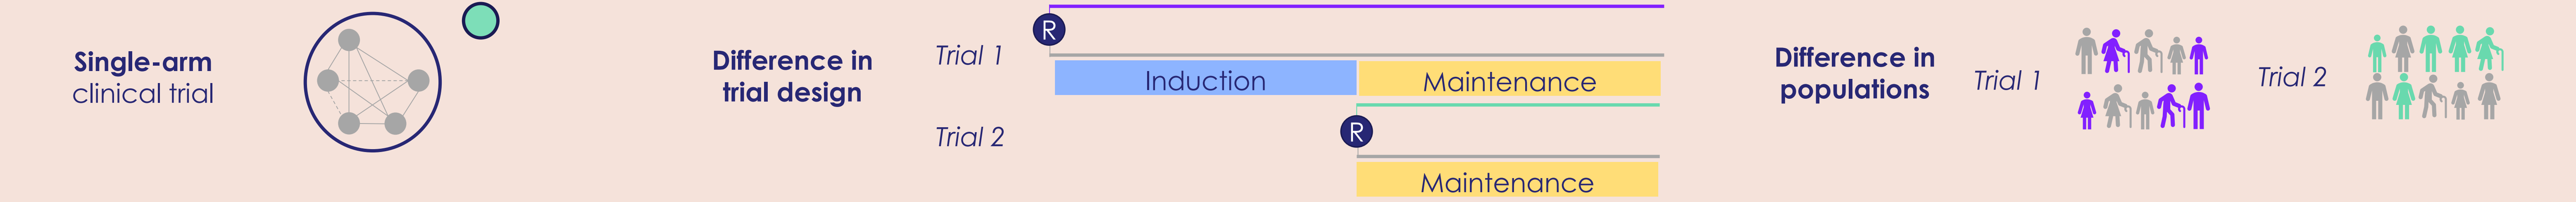 Single-arm
clinical trial
Difference in
trial design
Trial 1
R
Induction
Maintenance
Trial 2
R
Maintenance
Difference in
populations
Trial 1
Trial 2